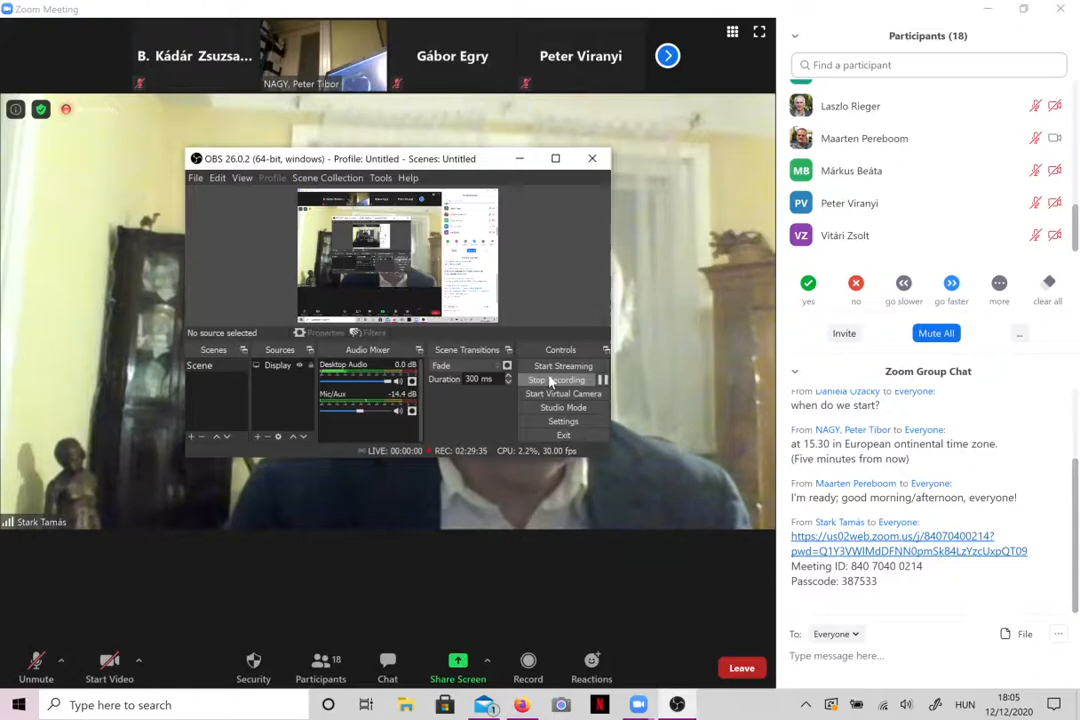 Zoom Meeting
B. Kádár Zsuzsa...
NAGY, Peter Tibor
Gábor Egry
Peter Viranyi
OBS 26.0.2 (64-bit, windows) - Profile: Untitled - Scenes: Untitled
File Edit View Profile Scene Collection Tools Help
No source selected
Properties Filters
Scenes
Sources
Audio Mixer
Scene Transitions
Controls
Scene
Display
Desktop Audio 0.0 dB
Mic/Aux -14.4 dB
Fade
Duration 300 ms
Start Streaming
Stop Recording
Start Virtual Camera
Studio Mode
Settings
Exit
LIVE: 00:00:00 REC: 02:29:35 CPU: 2.2%, 30.00 fps
Stark Tamás
Unmute
Start Video
Security
18
Participants
Chat
Share Screen
Record
Reactions
Leave
Participants (18)
Find a participant
Laszlo Rieger
Maarten Pereboom
MB Márkus Beáta
PV Peter Viranyi
VZ Vitári Zsolt
yes no go slower go faster more clear all
Invite Mute All ...
Zoom Group Chat
From Daniela Ozacky to Everyone:
when do we start?
From NAGY, Peter Tibor to Everyone:
at 15.30 in European ontinental time zone.
(Five minutes from now)
From Maarten Pereboom to Everyone:
I'm ready; good morning/afternoon, everyone!
From Stark Tamás to Everyone:
https://us02web.zoom.us/j/84070400214?
pwd=Q1Y3VWlMdDFNN0pmSk84LzYzcUxpQT09
Meeting ID: 840 7040 0214
Passcode: 387533
To: Everyone File
Type message here...
Type here to search
1
N
HUN
18:05
12/12/2020